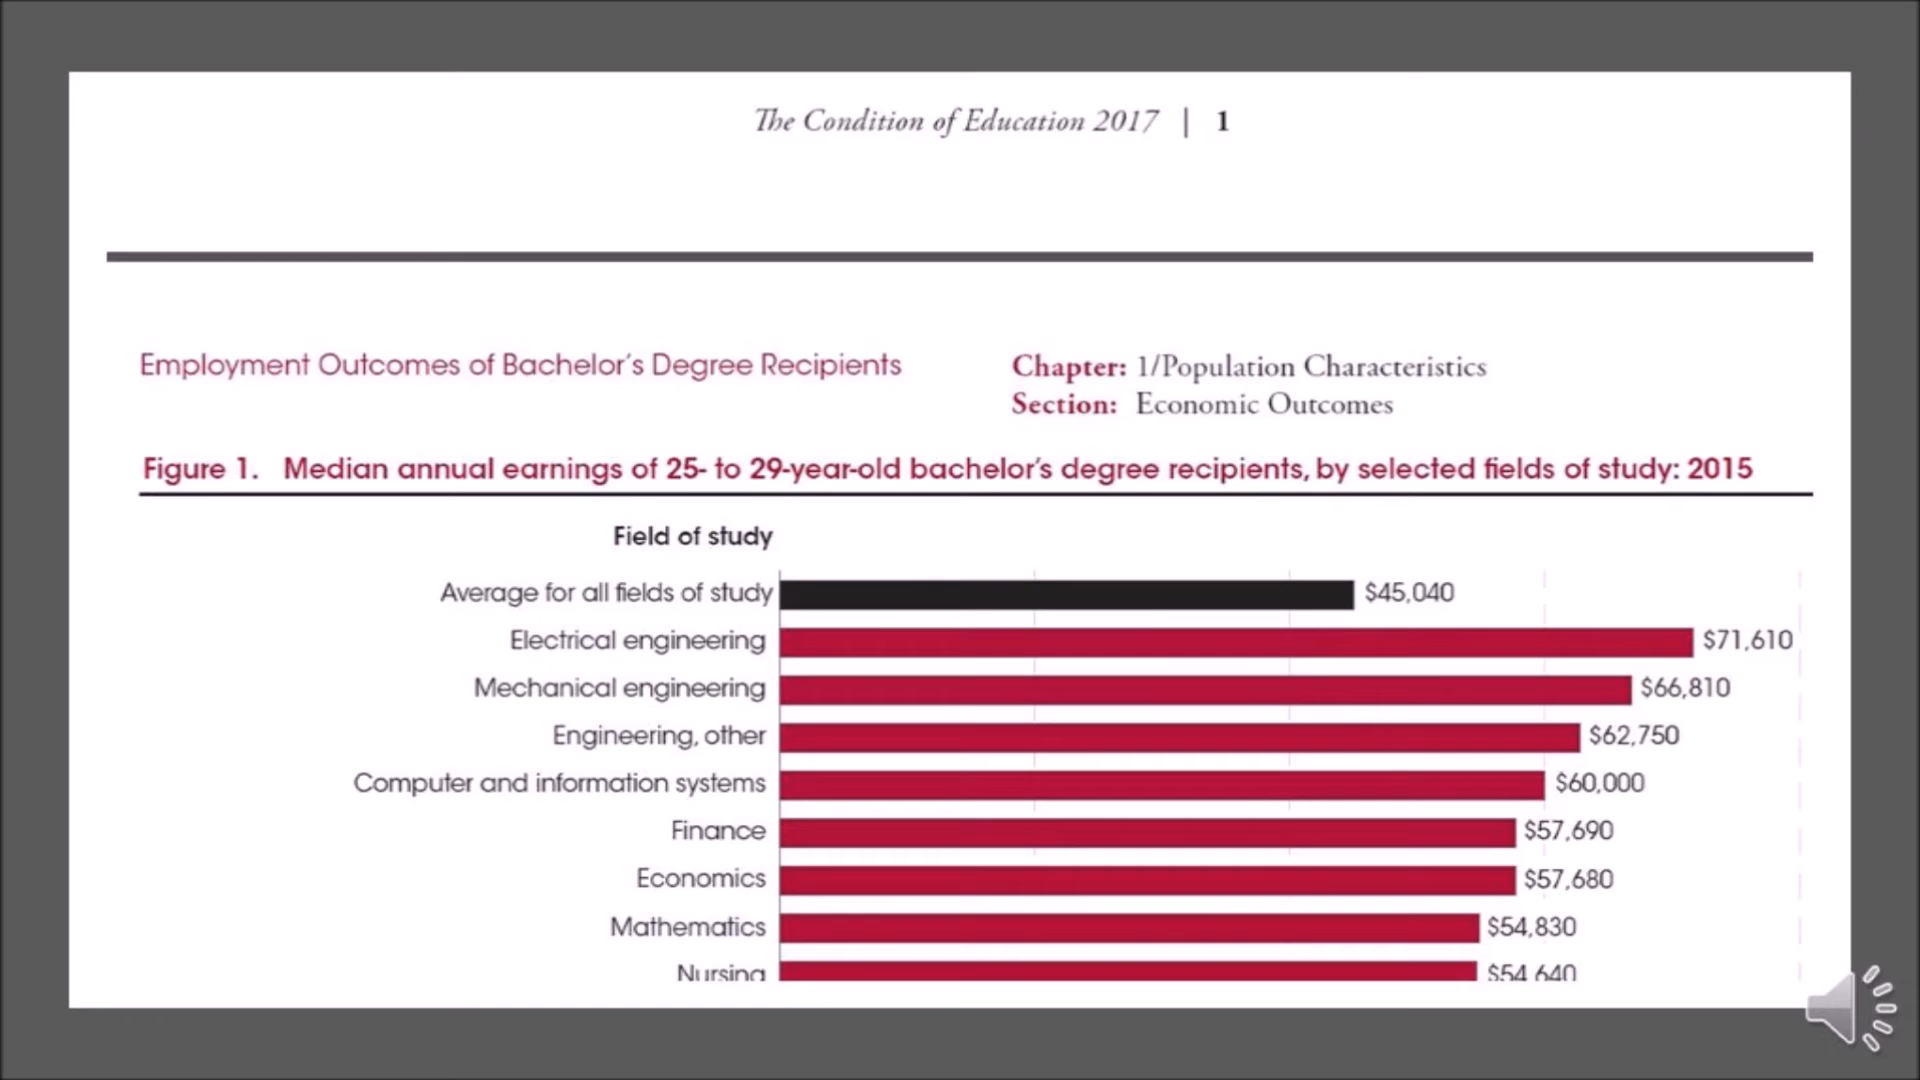 The Condition of Education 2017 | 1
Employment Outcomes of Bachelor's Degree Recipients
Chapter: 1/Population Characteristics
Section: Economic Outcomes
Figure 1. Median annual earnings of 25- to 29-year-old bachelor's degree recipients, by selected fields of study: 2015
Field of study
Average for all fields of study $45,040
Electrical engineering $71,610
Mechanical engineering $66,810
Engineering, other $62,750
Computer and information systems $60,000
Finance $57,690
Economics $57,680
Mathematics $54,830
Nursing $54,640